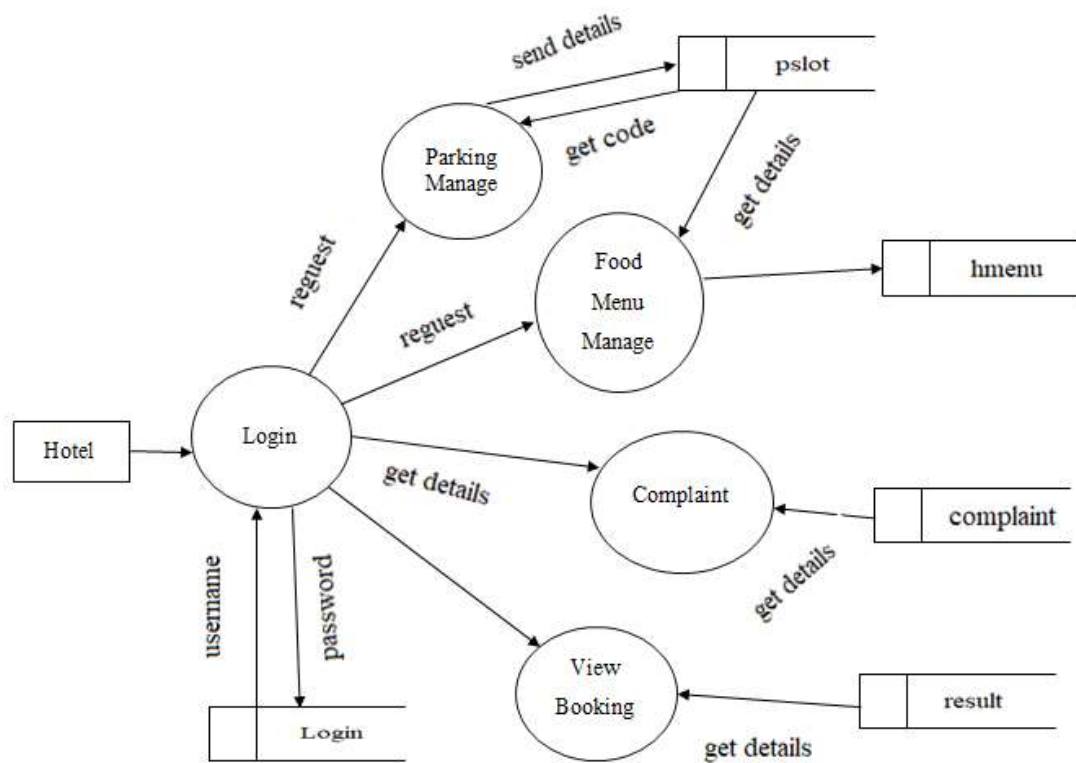 send details
pslot
get code
Parking
Manage
get details
reguest
Food
Menu
Manage
hmenu
reguest
Hotel
Login
get details
Complaint
complaint
get details
username
password
View
Booking
result
Login
get details